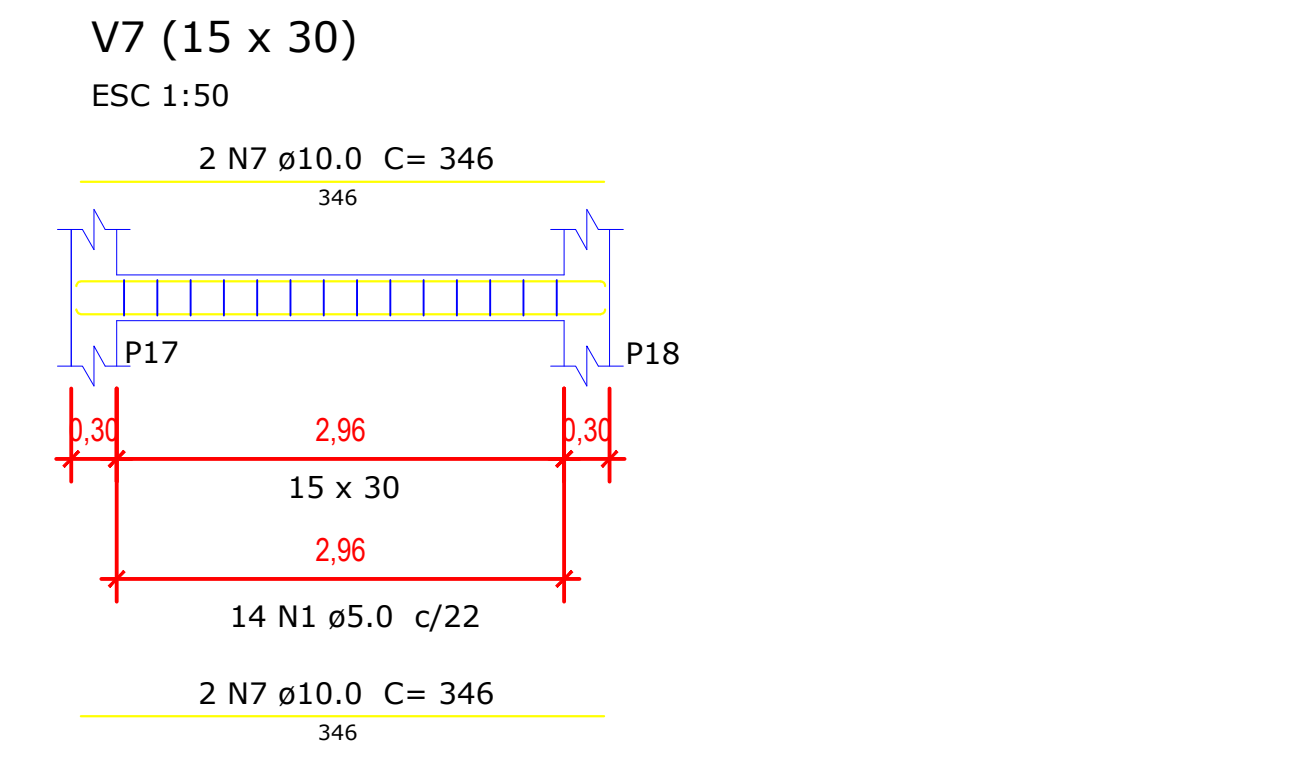 V7 (15 x 30)
ESC 1:50
2 N7 ø10.0 C= 346
346
P17
P18
0,30
2,96
0,30
15 x 30
2,96
14 N1 ø5.0 c/22
2 N7 ø10.0 C= 346
346